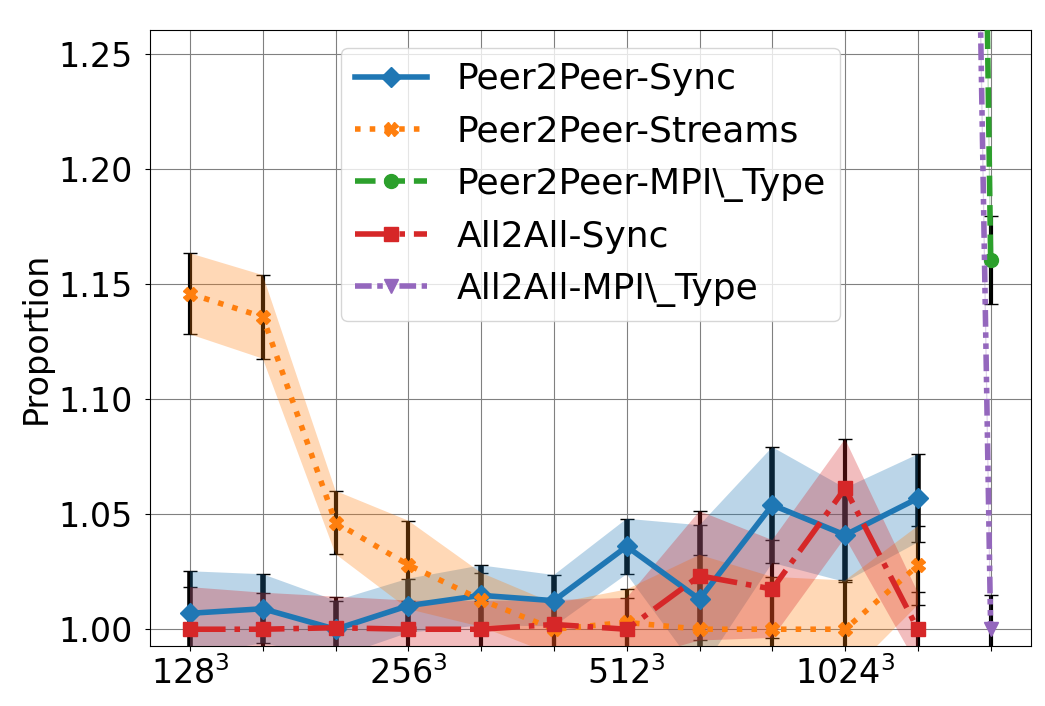 1.25
1.20
1.15
1.10
1.05
1.00
Proportion
Peer2Peer-Sync
Peer2Peer-Streams
Peer2Peer-MPI\_Type
All2All-Sync
All2All-MPI\_Type
128³ 256³ 512³ 1024³